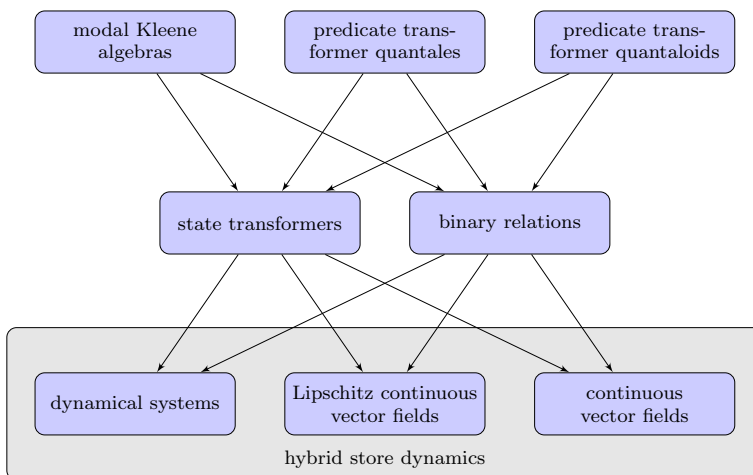 modal Kleene
algebras
predicate trans-
former quantales
predicate trans-
former quantaloids
state transformers
binary relations
dynamical systems
Lipschitz continuous
vector fields
continuous
vector fields
hybrid store dynamics